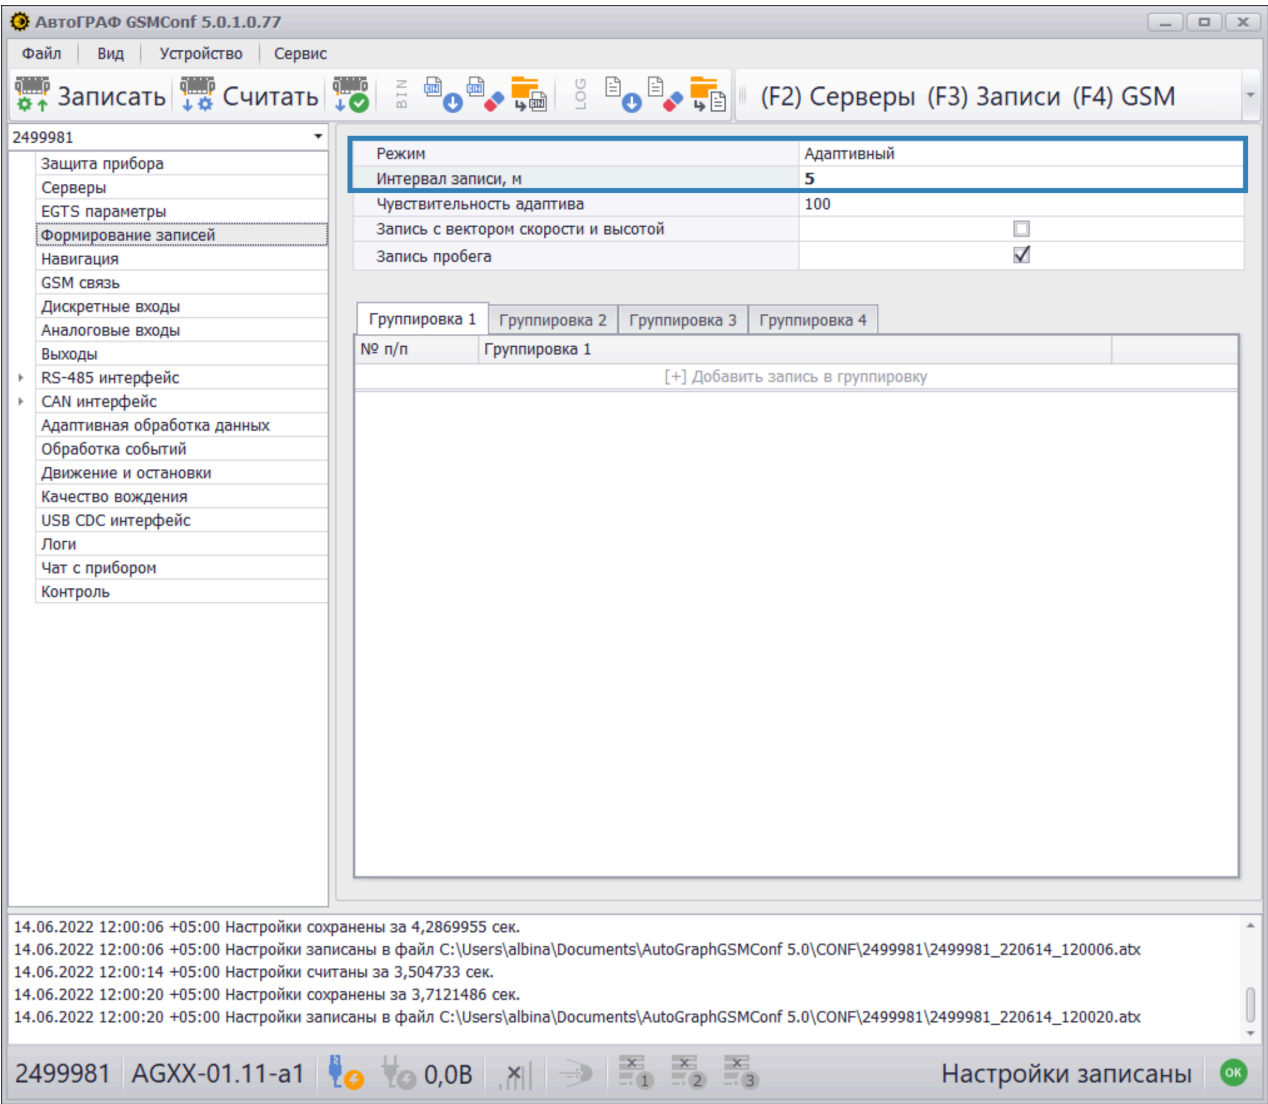 АвтоГРАФ GSMConf 5.0.1.0.77
Файл Вид Устройство Сервис
Записать Считать BIN LOG (F2) Серверы (F3) Записи (F4) GSM
2499981
Защита прибора
Серверы
EGTS параметры
Формирование записей
Навигация
GSM связь
Дискретные входы
Аналоговые входы
Выходы
RS-485 интерфейс
CAN интерфейс
Адаптивная обработка данных
Обработка событий
Движение и остановки
Качество вождения
USB CDC интерфейс
Логи
Чат с прибором
Контроль
Режим Адаптивный
Интервал записи, м 5
Чувствительность адаптива 100
Запись с вектором скорости и высотой
Запись пробега
Группировка 1 Группировка 2 Группировка 3 Группировка 4
№ п/п Группировка 1
[+] Добавить запись в группировку
14.06.2022 12:00:06 +05:00 Настройки сохранены за 4,2869955 сек.
14.06.2022 12:00:06 +05:00 Настройки записаны в файл C:\Users\albina\Documents\AutoGraphGSMConf 5.0\CONF\2499981\2499981_220614_120006.atx
14.06.2022 12:00:14 +05:00 Настройки считаны за 3,504733 сек.
14.06.2022 12:00:20 +05:00 Настройки сохранены за 3,7121486 сек.
14.06.2022 12:00:20 +05:00 Настройки записаны в файл C:\Users\albina\Documents\AutoGraphGSMConf 5.0\CONF\2499981\2499981_220614_120020.atx
2499981 AGXX-01.11-a1 0,0В 1 2 3 Настройки записаны OK